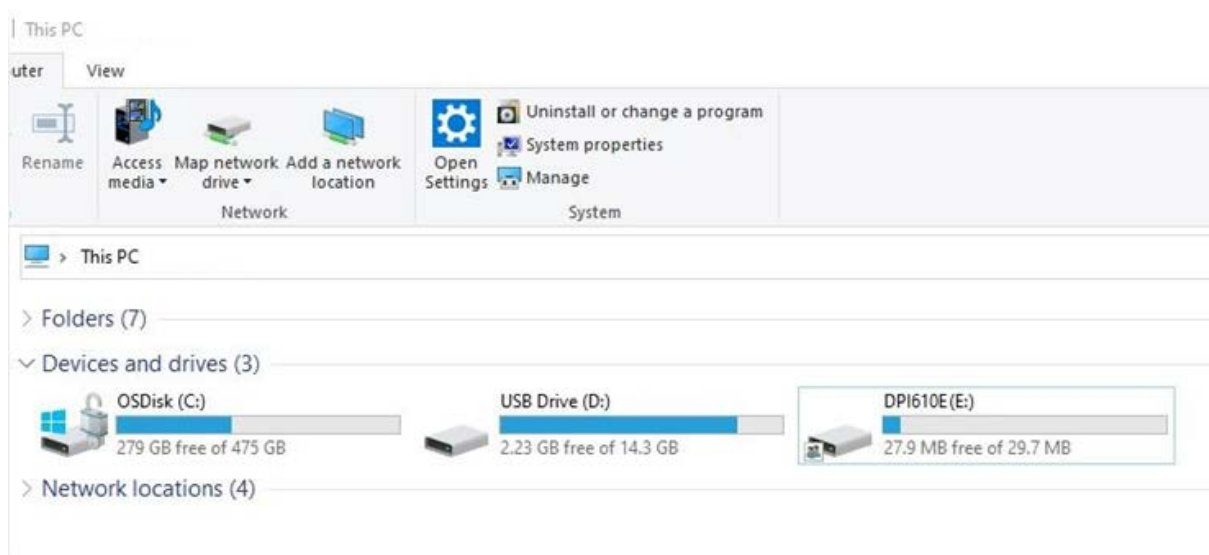 This PC
uter View
Rename
Access media
Map network drive
Add a network location
Open Settings
Uninstall or change a program
System properties
Manage
Network
System
> This PC
Folders (7)
Devices and drives (3)
OSDisk (C:)
279 GB free of 475 GB
USB Drive (D:)
2.23 GB free of 14.3 GB
DPI610E(E:)
27.9 MB free of 29.7 MB
Network locations (4)